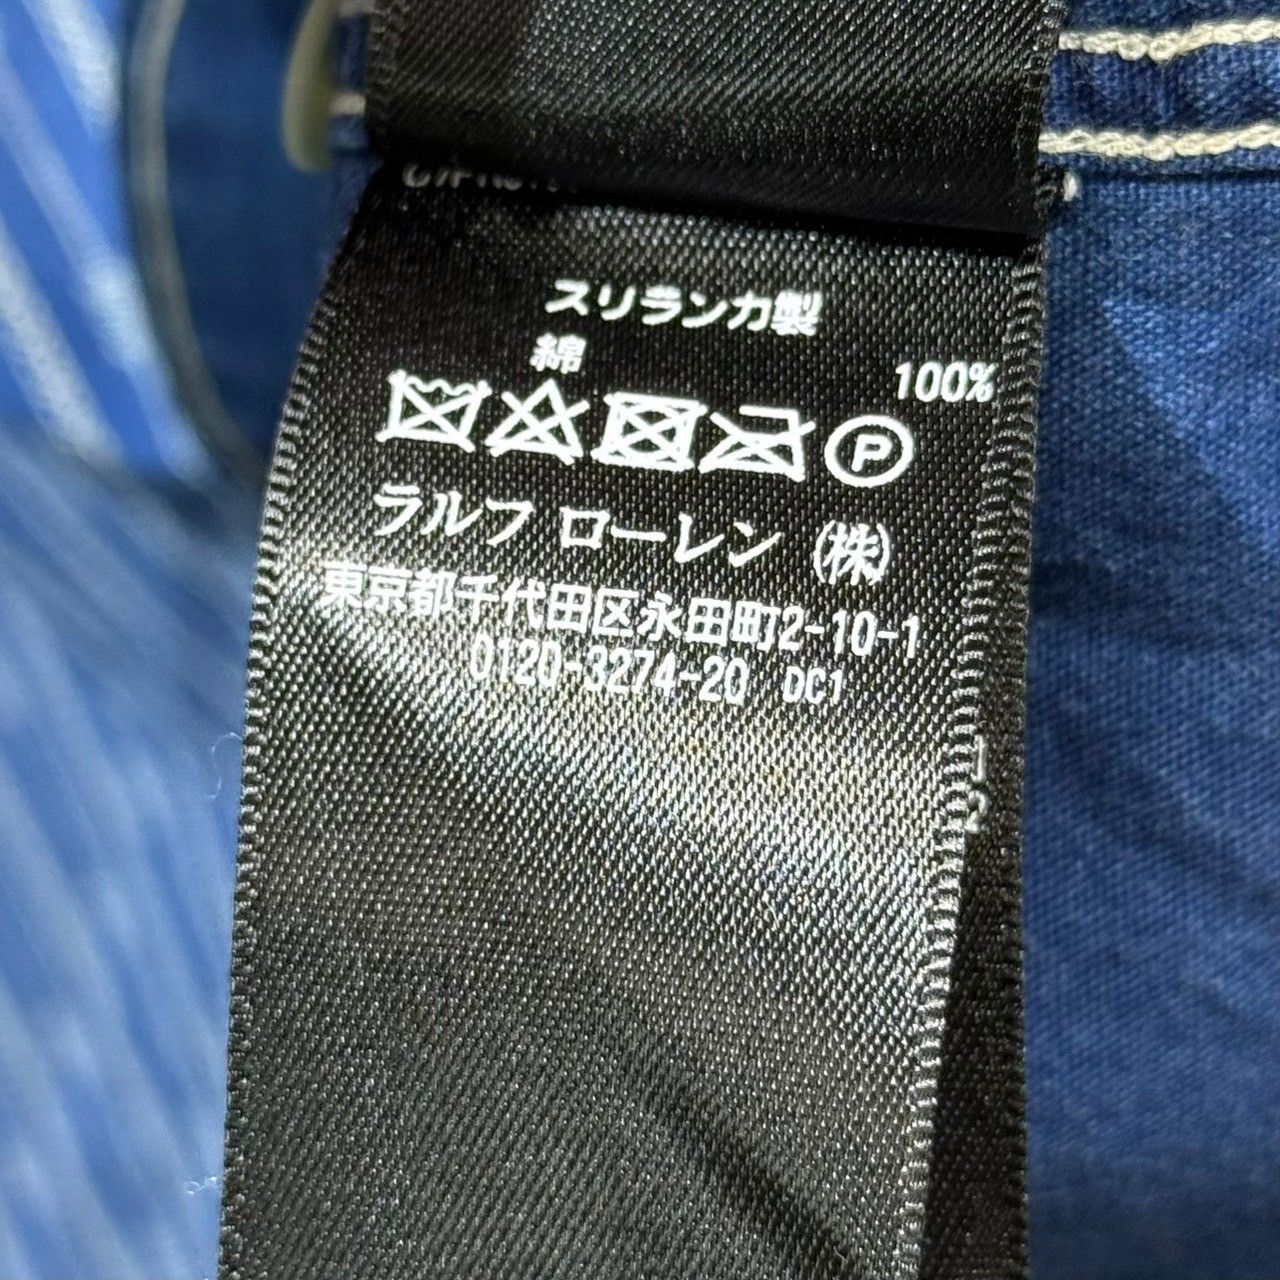 スリランカ製
綿 100%
P
ラルフ ローレン (株)
東京都千代田区永田町2-10-1
0120-3274-20 DC1